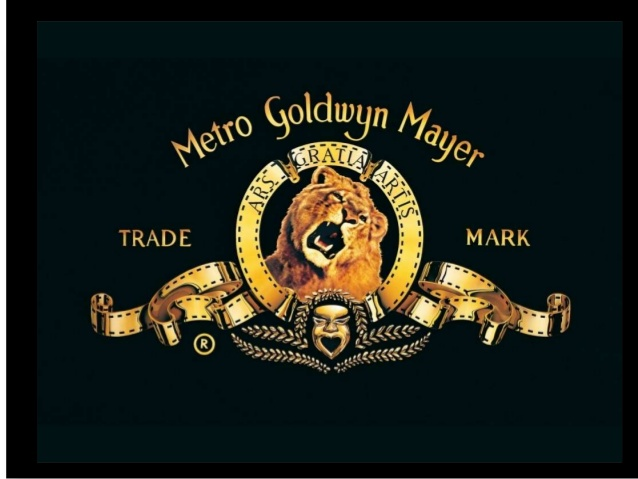 Metro Goldwyn Mayer
ARS GRATIA ARTIS
TRADE MARK
®